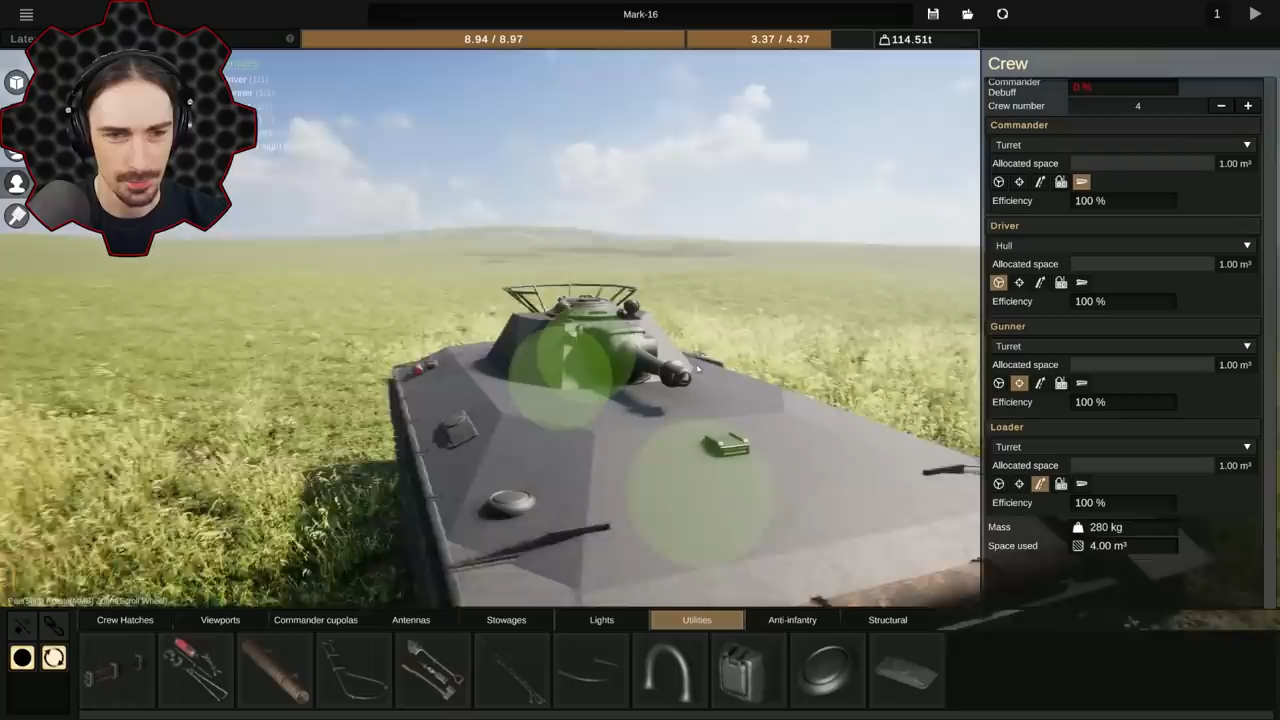 Mark-16
1
Late
8.94 / 8.97
3.37 / 4.37
114.51t
Crew
Commander
Debuff
0 %
Crew number
4
Commander
Turret
Allocated space
1.00 m³
Efficiency
100 %
Driver
Hull
Allocated space
1.00 m³
Efficiency
100 %
Gunner
Turret
Allocated space
1.00 m³
Efficiency
100 %
Loader
Turret
Allocated space
1.00 m³
Efficiency
100 %
Mass
280 kg
Space used
4.00 m³
Crew Hatches
Viewports
Commander cupolas
Antennas
Stowages
Lights
Utilities
Anti-infantry
Structural